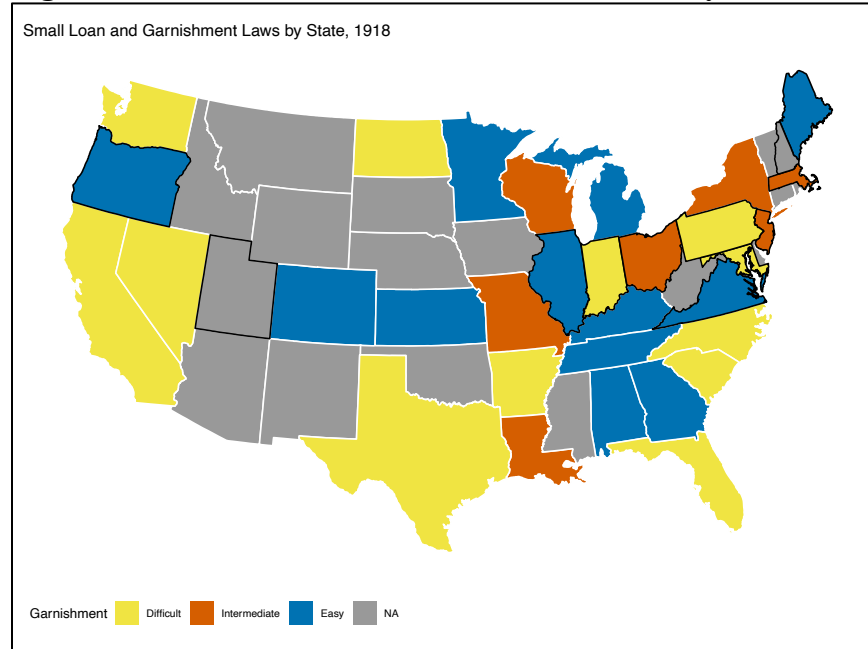 Small Loan and Garnishment Laws by State, 1918
Garnishment Difficult Intermediate Easy NA